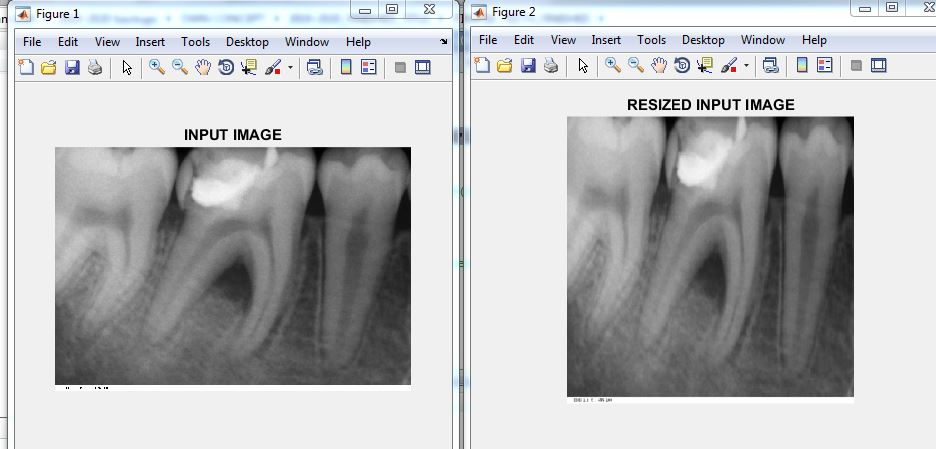 Figure 1
File Edit View Insert Tools Desktop Window Help
INPUT IMAGE
Figure 2
File Edit View Insert Tools Desktop Window Help
RESIZED INPUT IMAGE